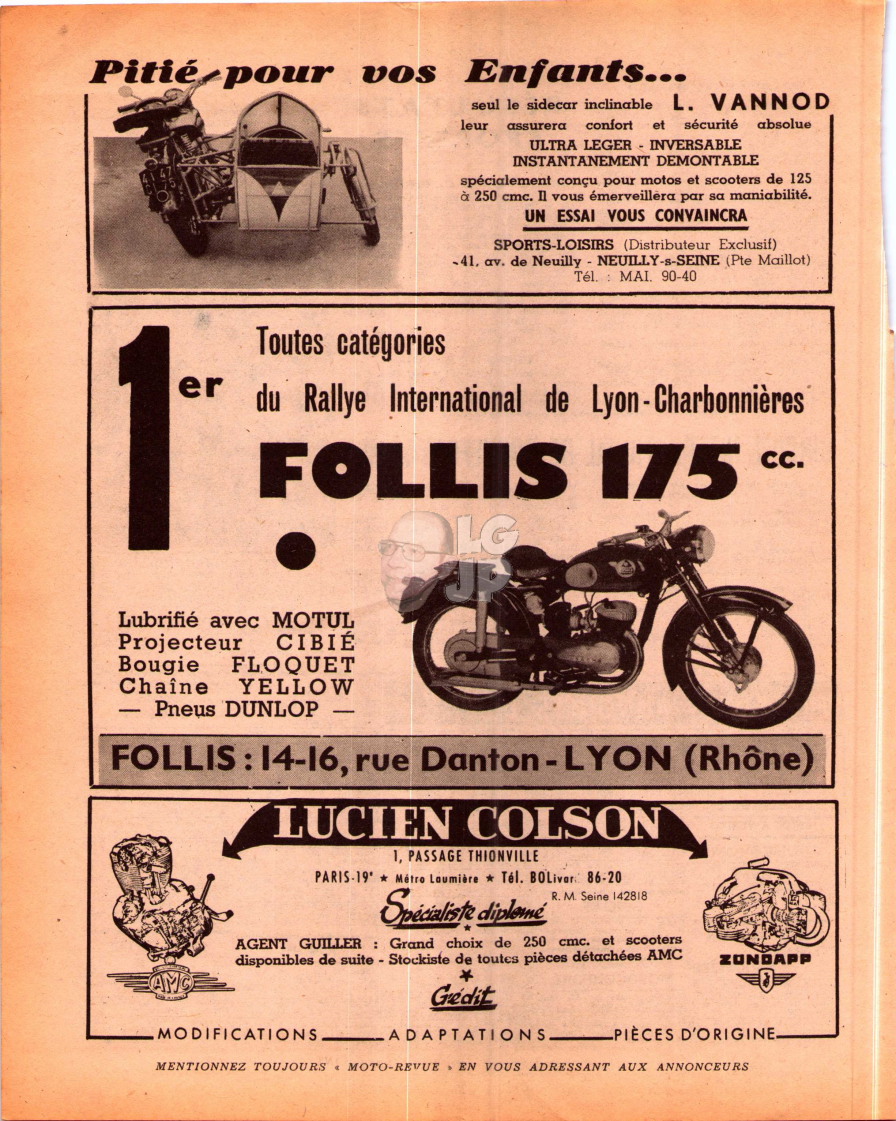 Pitié pour vos Enfants...
seul le sidecar inclinable L. VANNOD
leur assurera confort et sécurité absolue
ULTRA LEGER - INVERSABLE
INSTANTANEMENT DEMONTABLE
spécialement conçu pour motos et scooters de 125
à 250 cmc. Il vous émerveillera par sa maniabilité.
UN ESSAI VOUS CONVAINCRA
SPORTS-LOISIRS (Distributeur Exclusif)
41, av. de Neuilly - NEUILLY-s-SEINE (Pte Maillot)
Tél. : MAI. 90-40
1er
Toutes catégories
du Rallye International de Lyon-Charbonnières
FOLLIS 175 cc.
LG
JP
Lubrifié avec MOTUL
Projecteur CIBIÉ
Bougie FLOQUET
Chaîne YELLOW
— Pneus DUNLOP —
FOLLIS : 14-16, rue Danton - LYON (Rhône)
LUCIEN COLSON
1, PASSAGE THIONVILLE
PARIS-19e ★ Métro Laumière ★ Tél. BOLivar 86-20
R. M. Seine 142818
Spécialiste diplomé
AGENT GUILLER : Grand choix de 250 cmc. et scooters
disponibles de suite - Stockiste de toutes pièces détachées AMC
Crédit
AMC
ZUNDAPP
MODIFICATIONS ADAPTATIONS PIÈCES D'ORIGINE
MENTIONNEZ TOUJOURS « MOTO-REVUE » EN VOUS ADRESSANT AUX ANNONCEURS